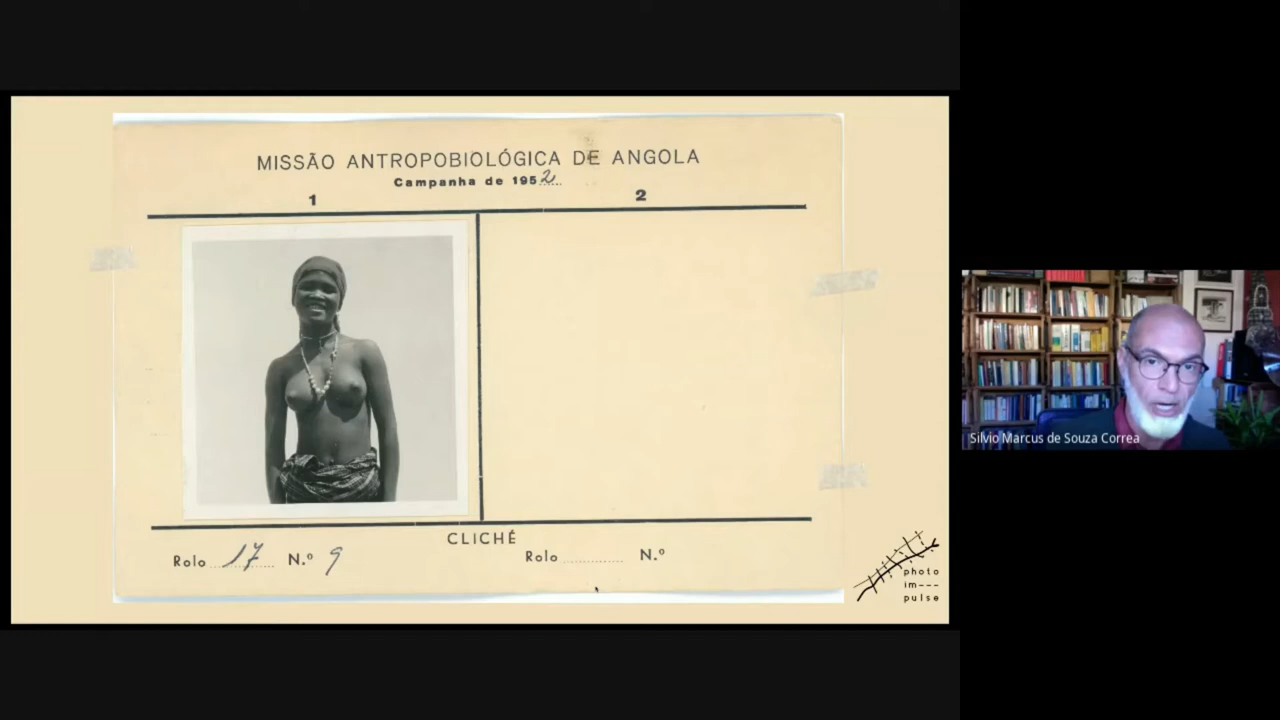 MISSÃO ANTROPOBIOLÓGICA DE ANGOLA
Campanha de 1952
1
2
CLICHÉ
Rolo 17 N.º 9
Rolo .............. N.º
photo
im---
pulse
Silvio Marcus de Souza Correa